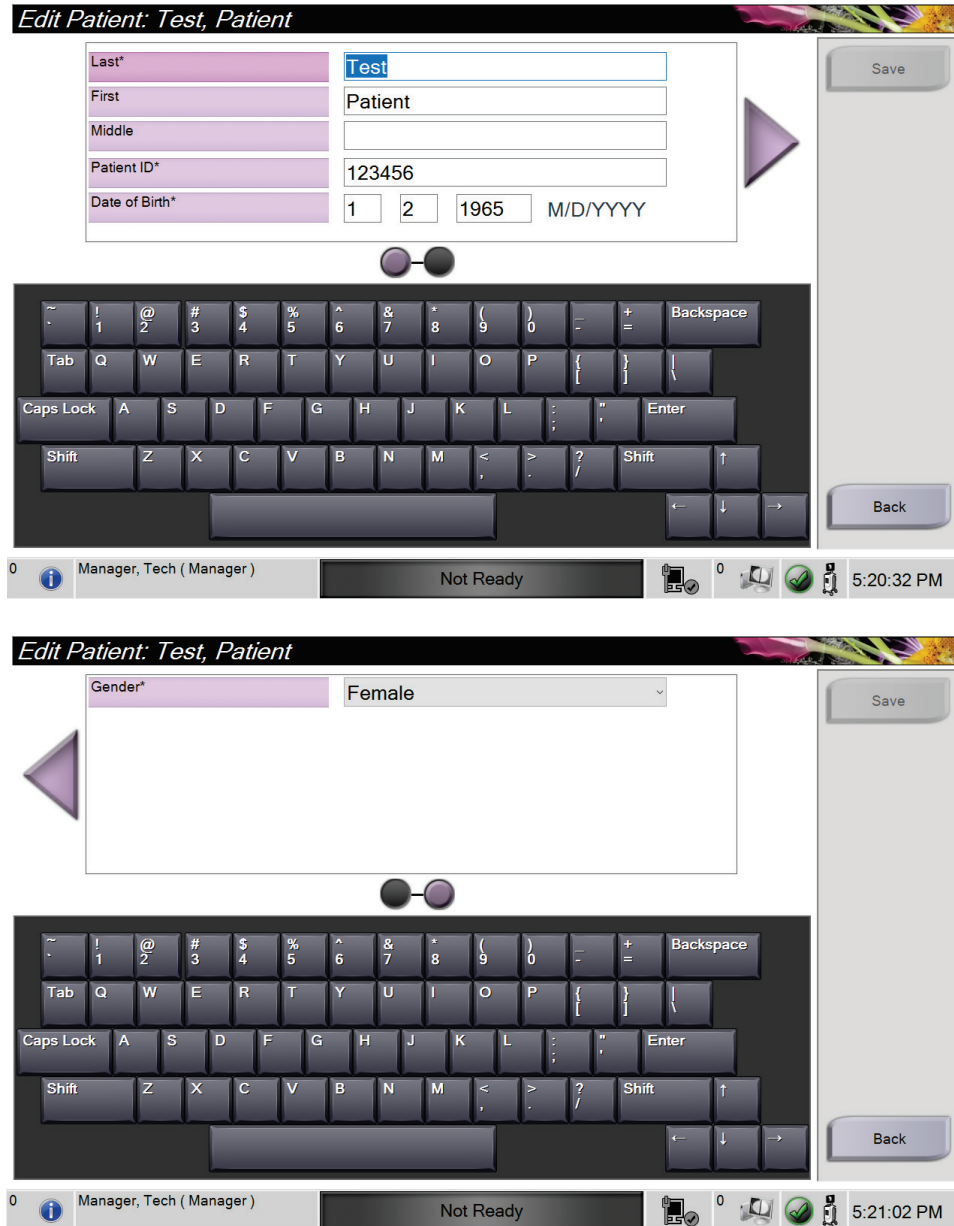 Edit Patient: Test, Patient
Last* Test
Save
First Patient
Middle
Patient ID* 123456
Date of Birth* 1 2 1965 M/D/YYYY
~ ` ! 1 @ 2 # 3 $ 4 % 5 ^ 6 & 7 * 8 ( 9 ) 0 _ - + = Backspace
Tab Q W E R T Y U I O P { [ } ] | \
Caps Lock A S D F G H J K L : ; " ' Enter
Shift Z X C V B N M < , > . ? / Shift ↑
← ↓ →
Back
0 Manager, Tech ( Manager ) Not Ready 0 5:20:32 PM
Edit Patient: Test, Patient
Gender* Female
Save
~ ` ! 1 @ 2 # 3 $ 4 % 5 ^ 6 & 7 * 8 ( 9 ) 0 _ - + = Backspace
Tab Q W E R T Y U I O P { [ } ] | \
Caps Lock A S D F G H J K L : ; " ' Enter
Shift Z X C V B N M < , > . ? / Shift ↑
← ↓ →
Back
0 Manager, Tech ( Manager ) Not Ready 0 5:21:02 PM